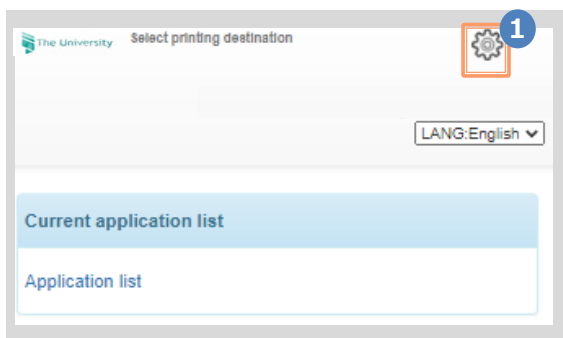 The University
Select printing destination
1
LANG:English
Current application list
Application list